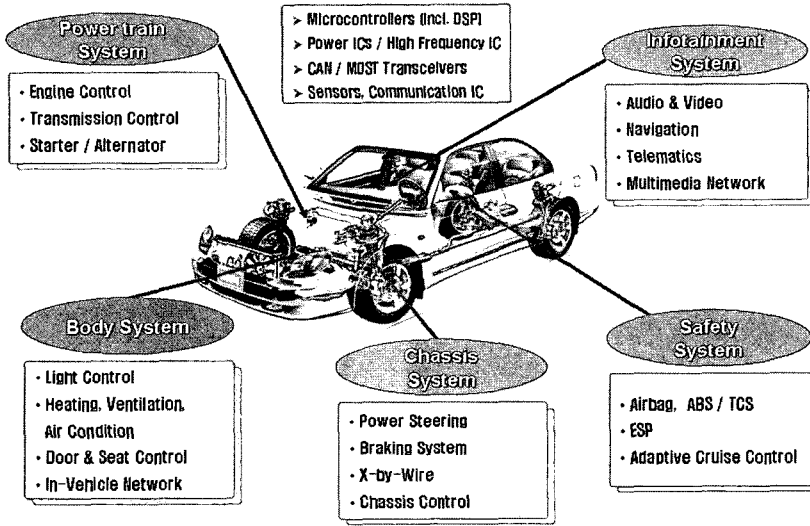 Power train
System
• Engine Control
• Transmission Control
• Starter / Alternator
➢ Microcontrollers (Incl. DSP)
➢ Power ICs / High Frequency IC
➢ CAN / MOST Transceivers
➢ Sensors, Communication IC
Infotainment
System
• Audio & Video
• Navigation
• Telematics
• Multimedia Network
Body System
• Light Control
• Heating, Ventilation,
Air Condition
• Door & Seat Control
• In-Vehicle Network
Chassis
System
• Power Steering
• Braking System
• X-by-Wire
• Chassis Control
Safety
System
• Airbag, ABS / TCS
• ESP
• Adaptive Cruise Control